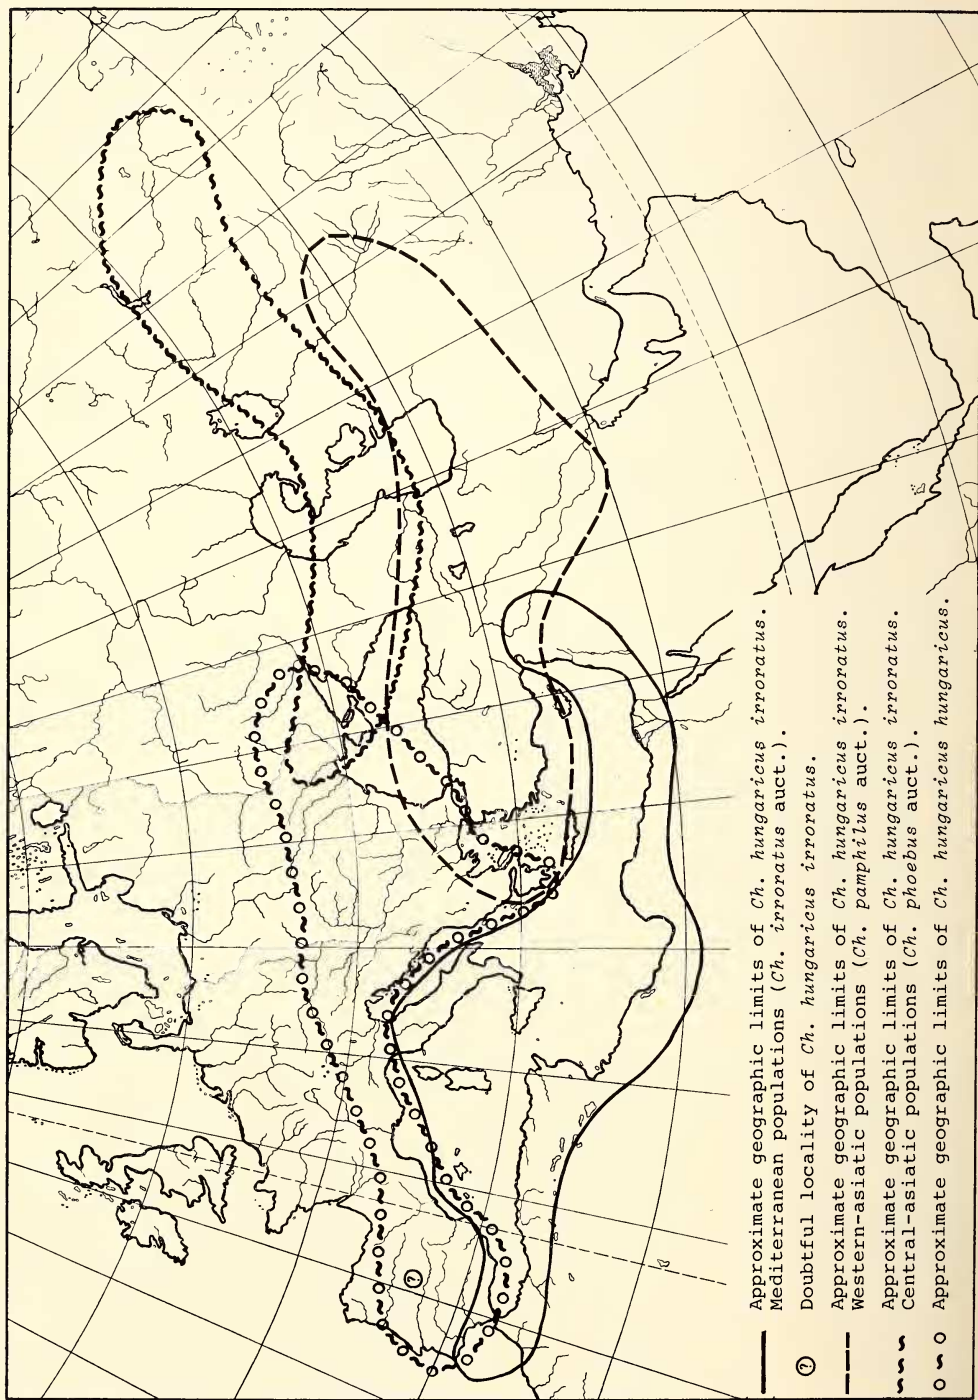 Approximate geographic limits of Ch. hungaricus irroratus.
Mediterranean populations (Ch. irroratus auct.).
? Doubtful locality of Ch. hungaricus irroratus.
Approximate geographic limits of Ch. hungaricus irroratus.
Western-asiatic populations (Ch. pamphilus auct.).
Approximate geographic limits of Ch. hungaricus irroratus.
Central-asiatic populations (Ch. phoebus auct.).
Approximate geographic limits of Ch. hungaricus hungaricus.
?